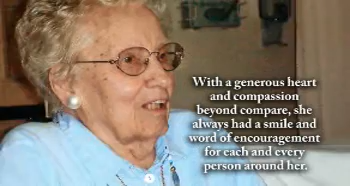 With a generous heart
and compassion
beyond compare, she
always had a smile and
word of encouragement
for each and every
person around her.